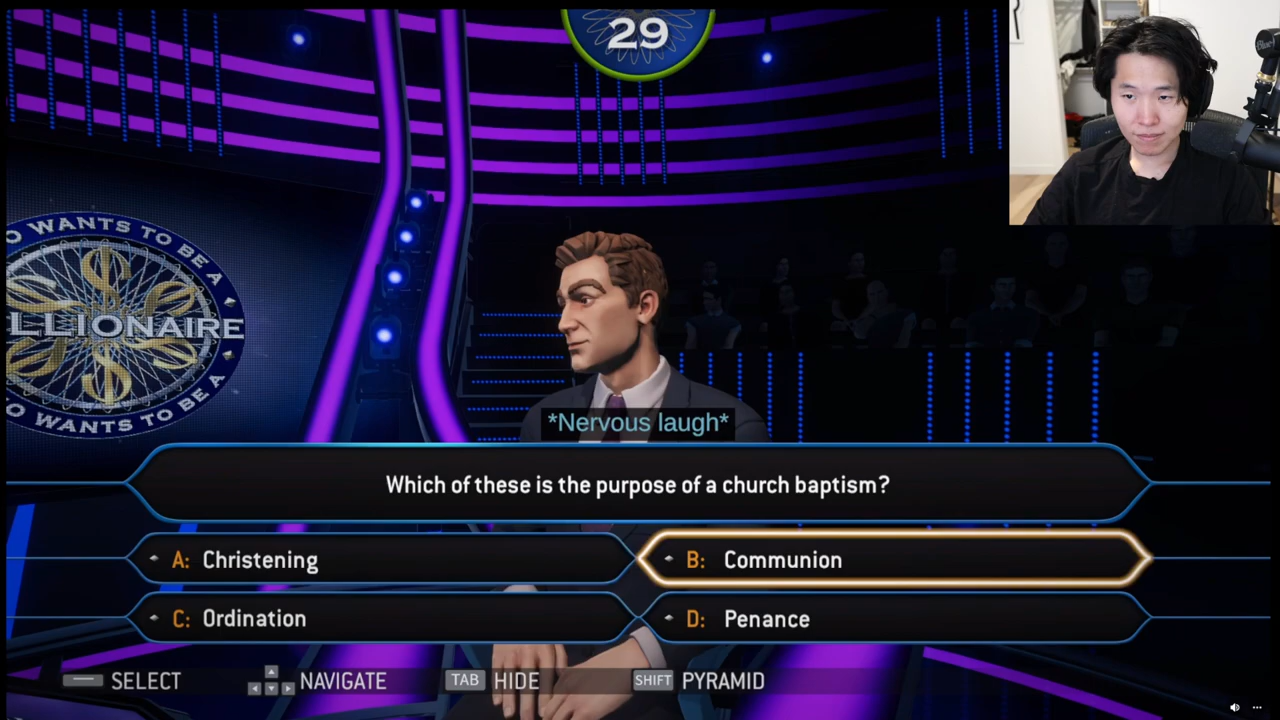 29
O WANTS TO BE A
LLIONAIRE
O WANTS TO BE A
*Nervous laugh*
Which of these is the purpose of a church baptism?
A: Christening
B: Communion
C: Ordination
D: Penance
SELECT
NAVIGATE
TAB HIDE
SHIFT PYRAMID